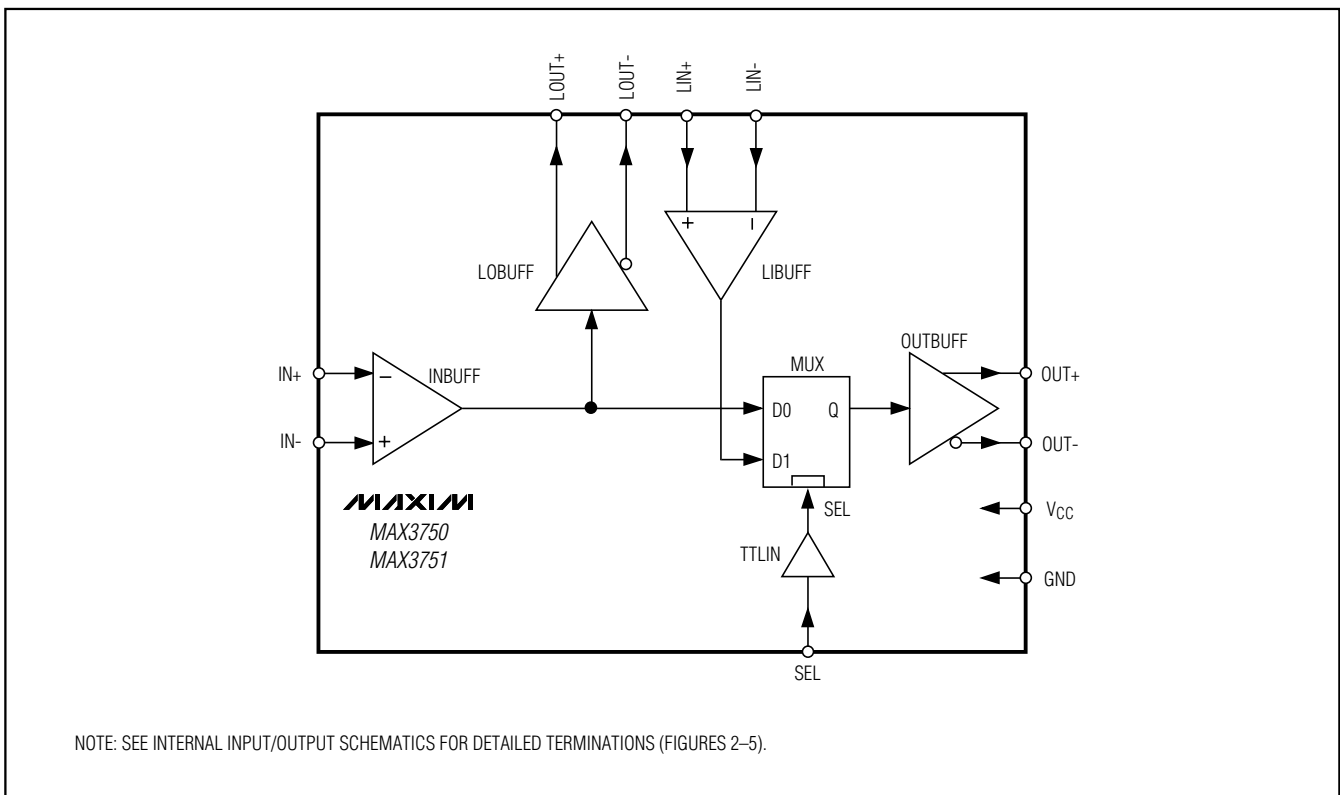 LOUT+
LOUT-
LIN+
LIN-
+ −
LOBUFF
LIBUFF
OUTBUFF
MUX
IN+
−
INBUFF
OUT+
D0 Q
IN-
+
OUT-
D1
MAXIM
SEL
VCC
MAX3750
MAX3751
TTLIN
GND
SEL
NOTE: SEE INTERNAL INPUT/OUTPUT SCHEMATICS FOR DETAILED TERMINATIONS (FIGURES 2–5).